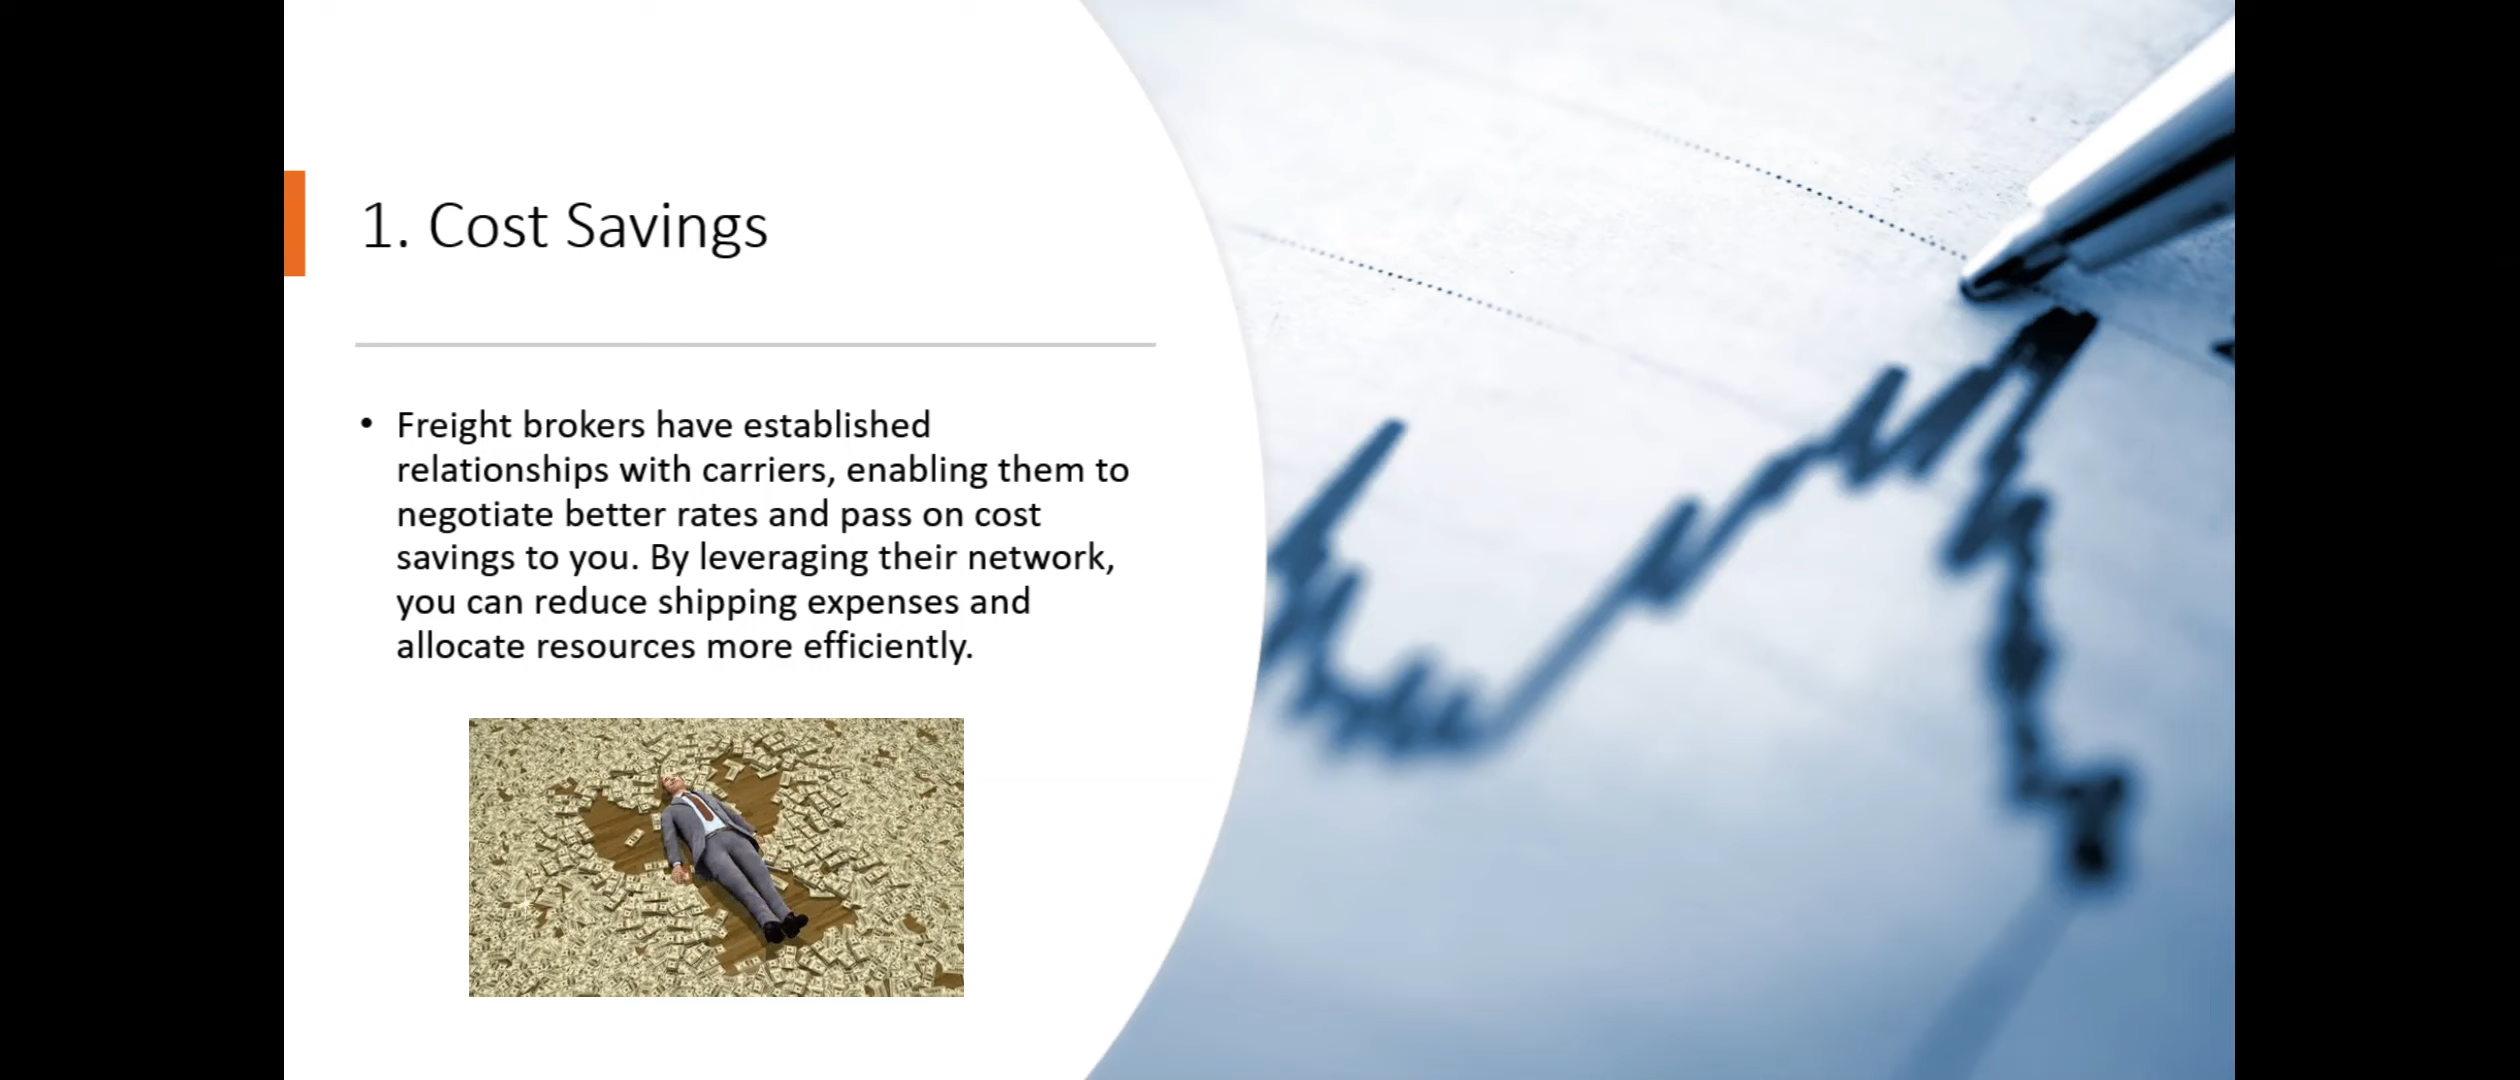 1. Cost Savings
• Freight brokers have established
relationships with carriers, enabling them to
negotiate better rates and pass on cost
savings to you. By leveraging their network,
you can reduce shipping expenses and
allocate resources more efficiently.